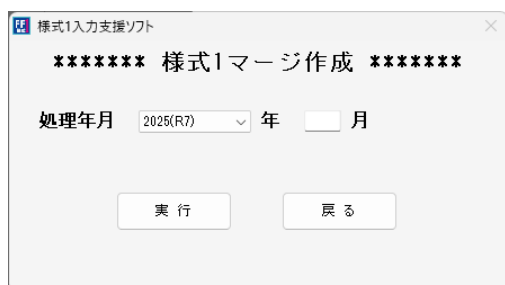 様式1入力支援ソフト
******* 様式1マージ作成 *******
処理年月 2025(R7) 年 月
実 行 戻 る